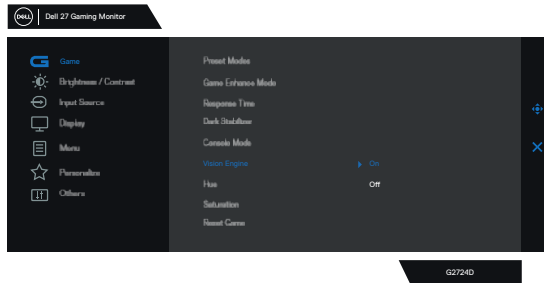 DELL
Dell 27 Gaming Monitor
Game
Brightness / Contrast
Input Source
Display
Menu
Personalize
Others
Preset Modes
Game Enhance Mode
Response Time
Dark Stabilizer
Console Mode
Vision Engine
On
Hue
Off
Saturation
Reset Game
G2724D